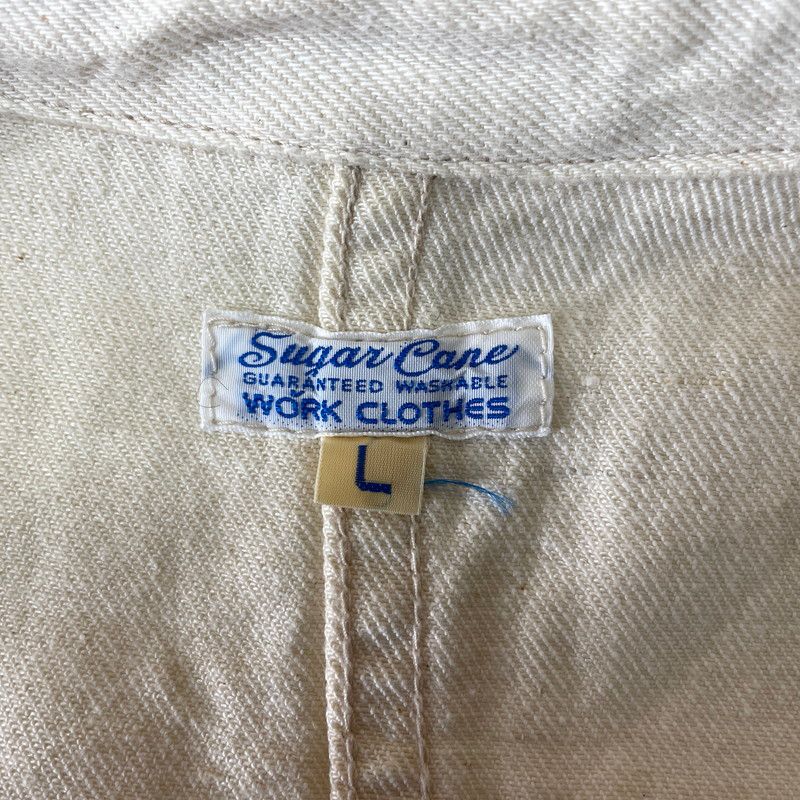 Sugar Cane
GUARANTEED WASHABLE
WORK CLOTHES
L